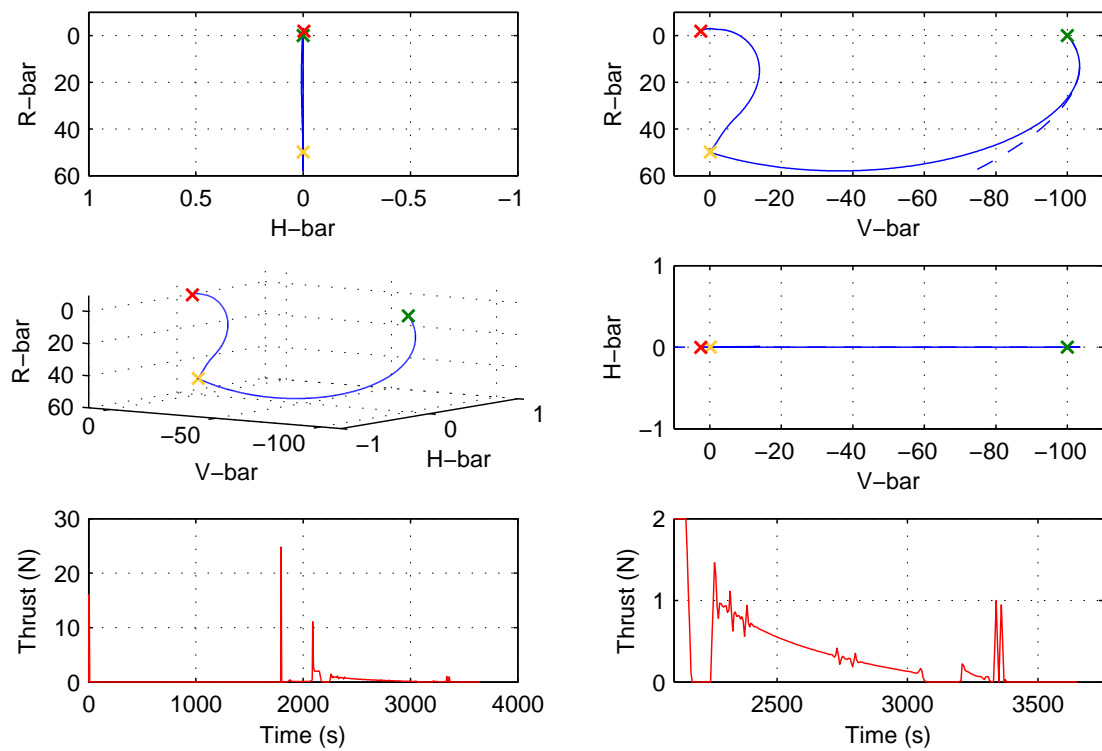 0
20
40
60
R−bar
1 0.5 0 −0.5 −1
H−bar
0
20
40
60
R−bar
0 −20 −40 −60 −80 −100
V−bar
0
20
40
60
R−bar
0 −50 −100
V−bar
−1 0 1
H−bar
1
0
−1
H−bar
0 −20 −40 −60 −80 −100
V−bar
30
20
10
0
Thrust (N)
0 1000 2000 3000 4000
Time (s)
2
1
0
Thrust (N)
2500 3000 3500
Time (s)